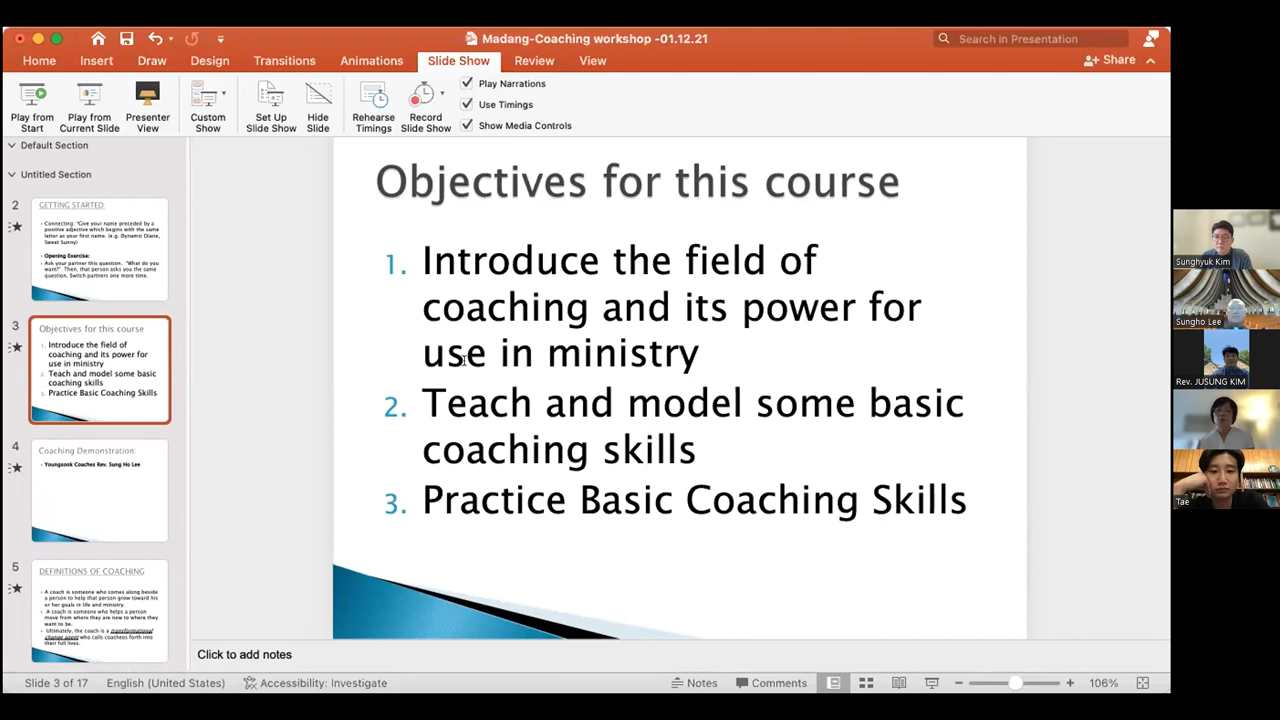 Madang-Coaching workshop -01.12.21
Search in Presentation
Home Insert Draw Design Transitions Animations Slide Show Review View
Share
Play from Start
Play from Current Slide
Presenter View
Custom Show
Set Up Slide Show
Hide Slide
Rehearse Timings
Record Slide Show
Play Narrations
Use Timings
Show Media Controls
Default Section
Untitled Section
2
GETTING STARTED:
Connecting: "Give your name preceded by a
positive adjective which begins with the same
letter as your first name. (e.g. Dynamic Diane,
Sweet Sunny)
Opening Exercise:
Ask your partner this question. "What do you
want?" Then, that person asks you the same
question. Switch partners one more time.
3
Objectives for this course
Introduce the field of
coaching and its power for
use in ministry
Teach and model some basic
coaching skills
Practice Basic Coaching Skills
4
Coaching Demonstration:
Youngsook Coaches Rev. Sung Ho Lee
5
DEFINITIONS OF COACHING
A coach is someone who comes along beside
a person to help that person grow toward his
or her goals in life and ministry.
A coach is someone who helps a person
move from where they are now to where they
want to be.
Ultimately, the coach is a transformational
change agent who calls coachees forth into
their full lives.
Objectives for this course
1. Introduce the field of
coaching and its power for
use in ministry
2. Teach and model some basic
coaching skills
3. Practice Basic Coaching Skills
Click to add notes
Slide 3 of 17 English (United States) Accessibility: Investigate Notes Comments 106%
Sunghyuk Kim
Sungho Lee
Rev. JUSUNG KIM
Tae